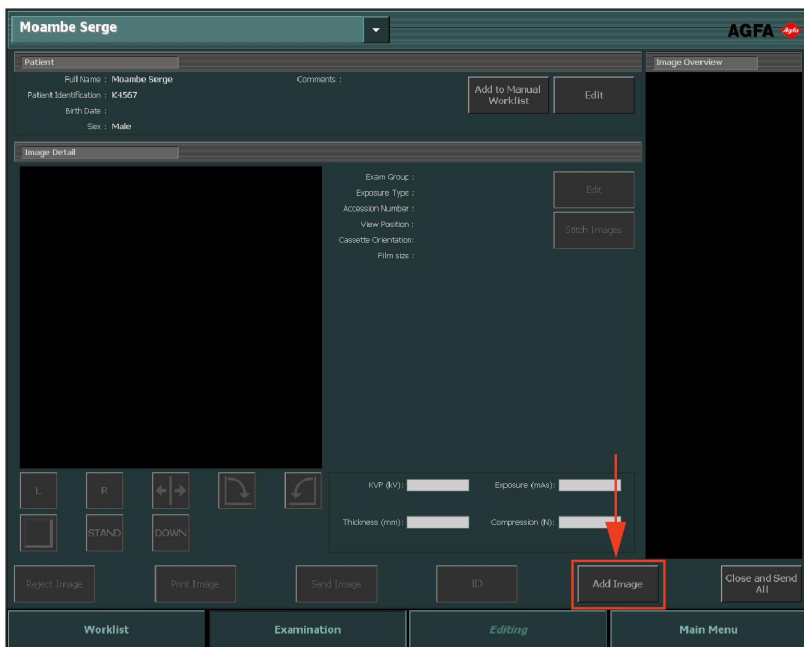 Moambe Serge
AGFA Agfa
Patient
Image Overview
Full Name : Moambe Serge
Comments :
Patient Identification : K4567
Birth Date :
Sex : Male
Add to Manual
Worklist
Edit
Image Detail
Exam Group :
Exposure Type :
Accession Number :
View Position :
Cassette Orientation:
Film size :
Edit
Stitch Images
L
R
STAND
DOWN
KVP (kV):
Exposure (mAs):
Thickness (mm):
Compression (N):
Reject Image
Print Image
Send Image
ID
Add Image
Close and Send
All
Worklist
Examination
Editing
Main Menu